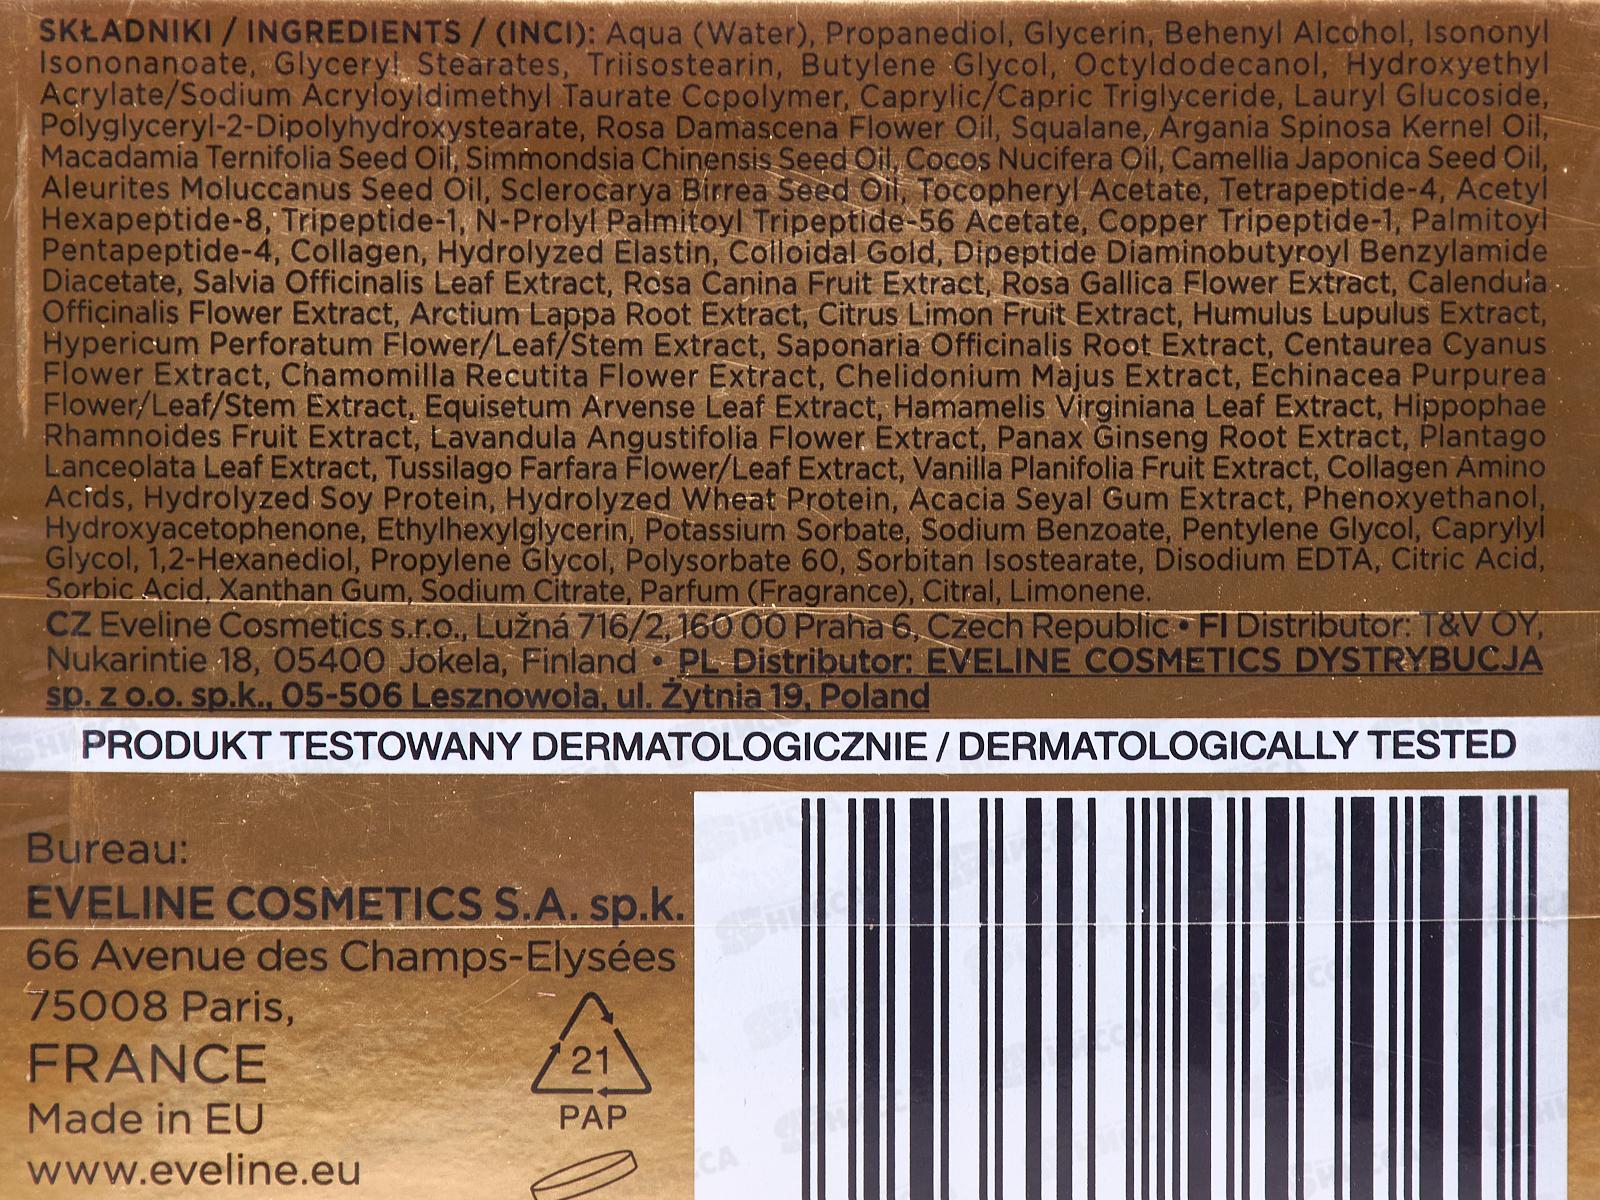 SKŁADNIKI / INGREDIENTS / (INCI): Aqua (Water), Propanediol, Glycerin, Behenyl Alcohol, Isononyl
Isononanoate, Glyceryl Stearates, Triisostearin, Butylene Glycol, Octyldodecanol, Hydroxyethyl
Acrylate/Sodium Acryloyldimethyl Taurate Copolymer, Caprylic/Capric Triglyceride, Lauryl Glucoside,
Polyglyceryl-2-Dipolyhydroxystearate, Rosa Damascena Flower Oil, Squalane, Argania Spinosa Kernel Oil,
Macadamia Ternifolia Seed Oil, Simmondsia Chinensis Seed Oil, Cocos Nucifera Oil, Camellia Japonica Seed Oil,
Aleurites Moluccanus Seed Oil, Sclerocarya Birrea Seed Oil, Tocopheryl Acetate, Tetrapeptide-4, Acetyl
Hexapeptide-8, Tripeptide-1, N-Prolyl Palmitoyl Tripeptide-56 Acetate, Copper Tripeptide-1, Palmitoyl
Pentapeptide-4, Collagen, Hydrolyzed Elastin, Colloidal Gold, Dipeptide Diaminobutyroyl Benzylamide
Diacetate, Salvia Officinalis Leaf Extract, Rosa Canina Fruit Extract, Rosa Gallica Flower Extract, Calendula
Officinalis Flower Extract, Arctium Lappa Root Extract, Citrus Limon Fruit Extract, Humulus Lupulus Extract,
Hypericum Perforatum Flower/Leaf/Stem Extract, Saponaria Officinalis Root Extract, Centaurea Cyanus
Flower Extract, Chamomilla Recutita Flower Extract, Chelidonium Majus Extract, Echinacea Purpurea
Flower/Leaf/Stem Extract, Equisetum Arvense Leaf Extract, Hamamelis Virginiana Leaf Extract, Hippophae
Rhamnoides Fruit Extract, Lavandula Angustifolia Flower Extract, Panax Ginseng Root Extract, Plantago
Lanceolata Leaf Extract, Tussilago Farfara Flower/Leaf Extract, Vanilla Planifolia Fruit Extract, Collagen Amino
Acids, Hydrolyzed Soy Protein, Hydrolyzed Wheat Protein, Acacia Seyal Gum Extract, Phenoxyethanol,
Hydroxyacetophenone, Ethylhexylglycerin, Potassium Sorbate, Sodium Benzoate, Pentylene Glycol, Caprylyl
Glycol, 1,2-Hexanediol, Propylene Glycol, Polysorbate 60, Sorbitan Isostearate, Disodium EDTA, Citric Acid,
Sorbic Acid, Xanthan Gum, Sodium Citrate, Parfum (Fragrance), Citral, Limonene.
CZ Eveline Cosmetics s.r.o., Lužná 716/2, 160 00 Praha 6, Czech Republic • FI Distributor: T&V OY,
Nukarintie 18, 05400 Jokela, Finland • PL Distributor: EVELINE COSMETICS DYSTRYBUCJA
sp. z o.o. sp.k., 05-506 Lesznowola, ul. Żytnia 19, Poland
PRODUKT TESTOWANY DERMATOLOGICZNIE / DERMATOLOGICALLY TESTED
Bureau:
EVELINE COSMETICS S.A. sp.k.
66 Avenue des Champs-Elysées
75008 Paris,
FRANCE
Made in EU
www.eveline.eu
21
PAP